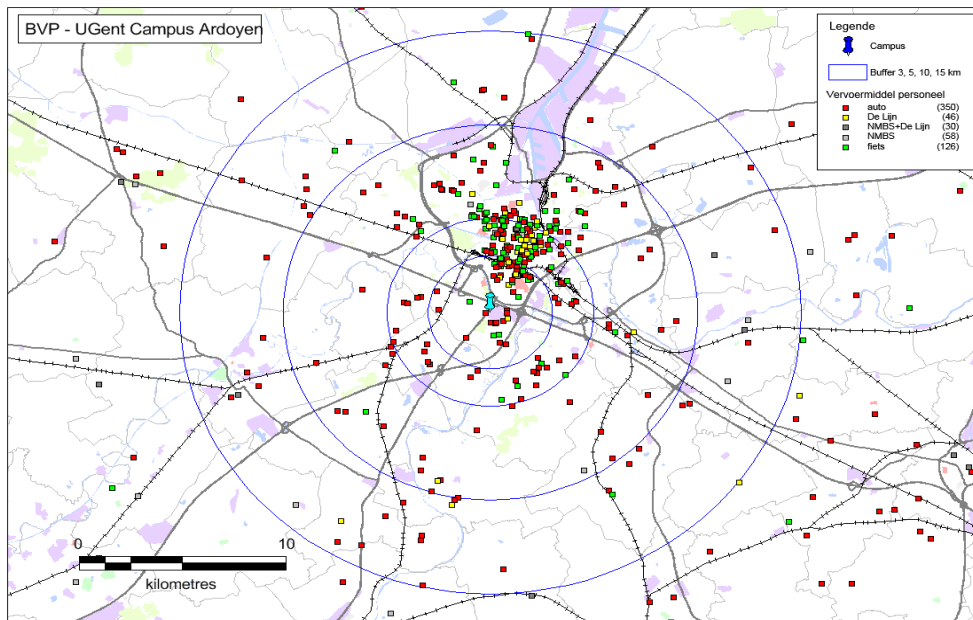 BVP - UGent Campus Ardoyen
Legende
Campus
Buffer 3, 5, 10, 15 km
Vervoermiddel personeel
auto (350)
De Lijn (46)
NMBS+De Lijn (30)
NMBS (58)
fiets (126)
0 10
kilometres